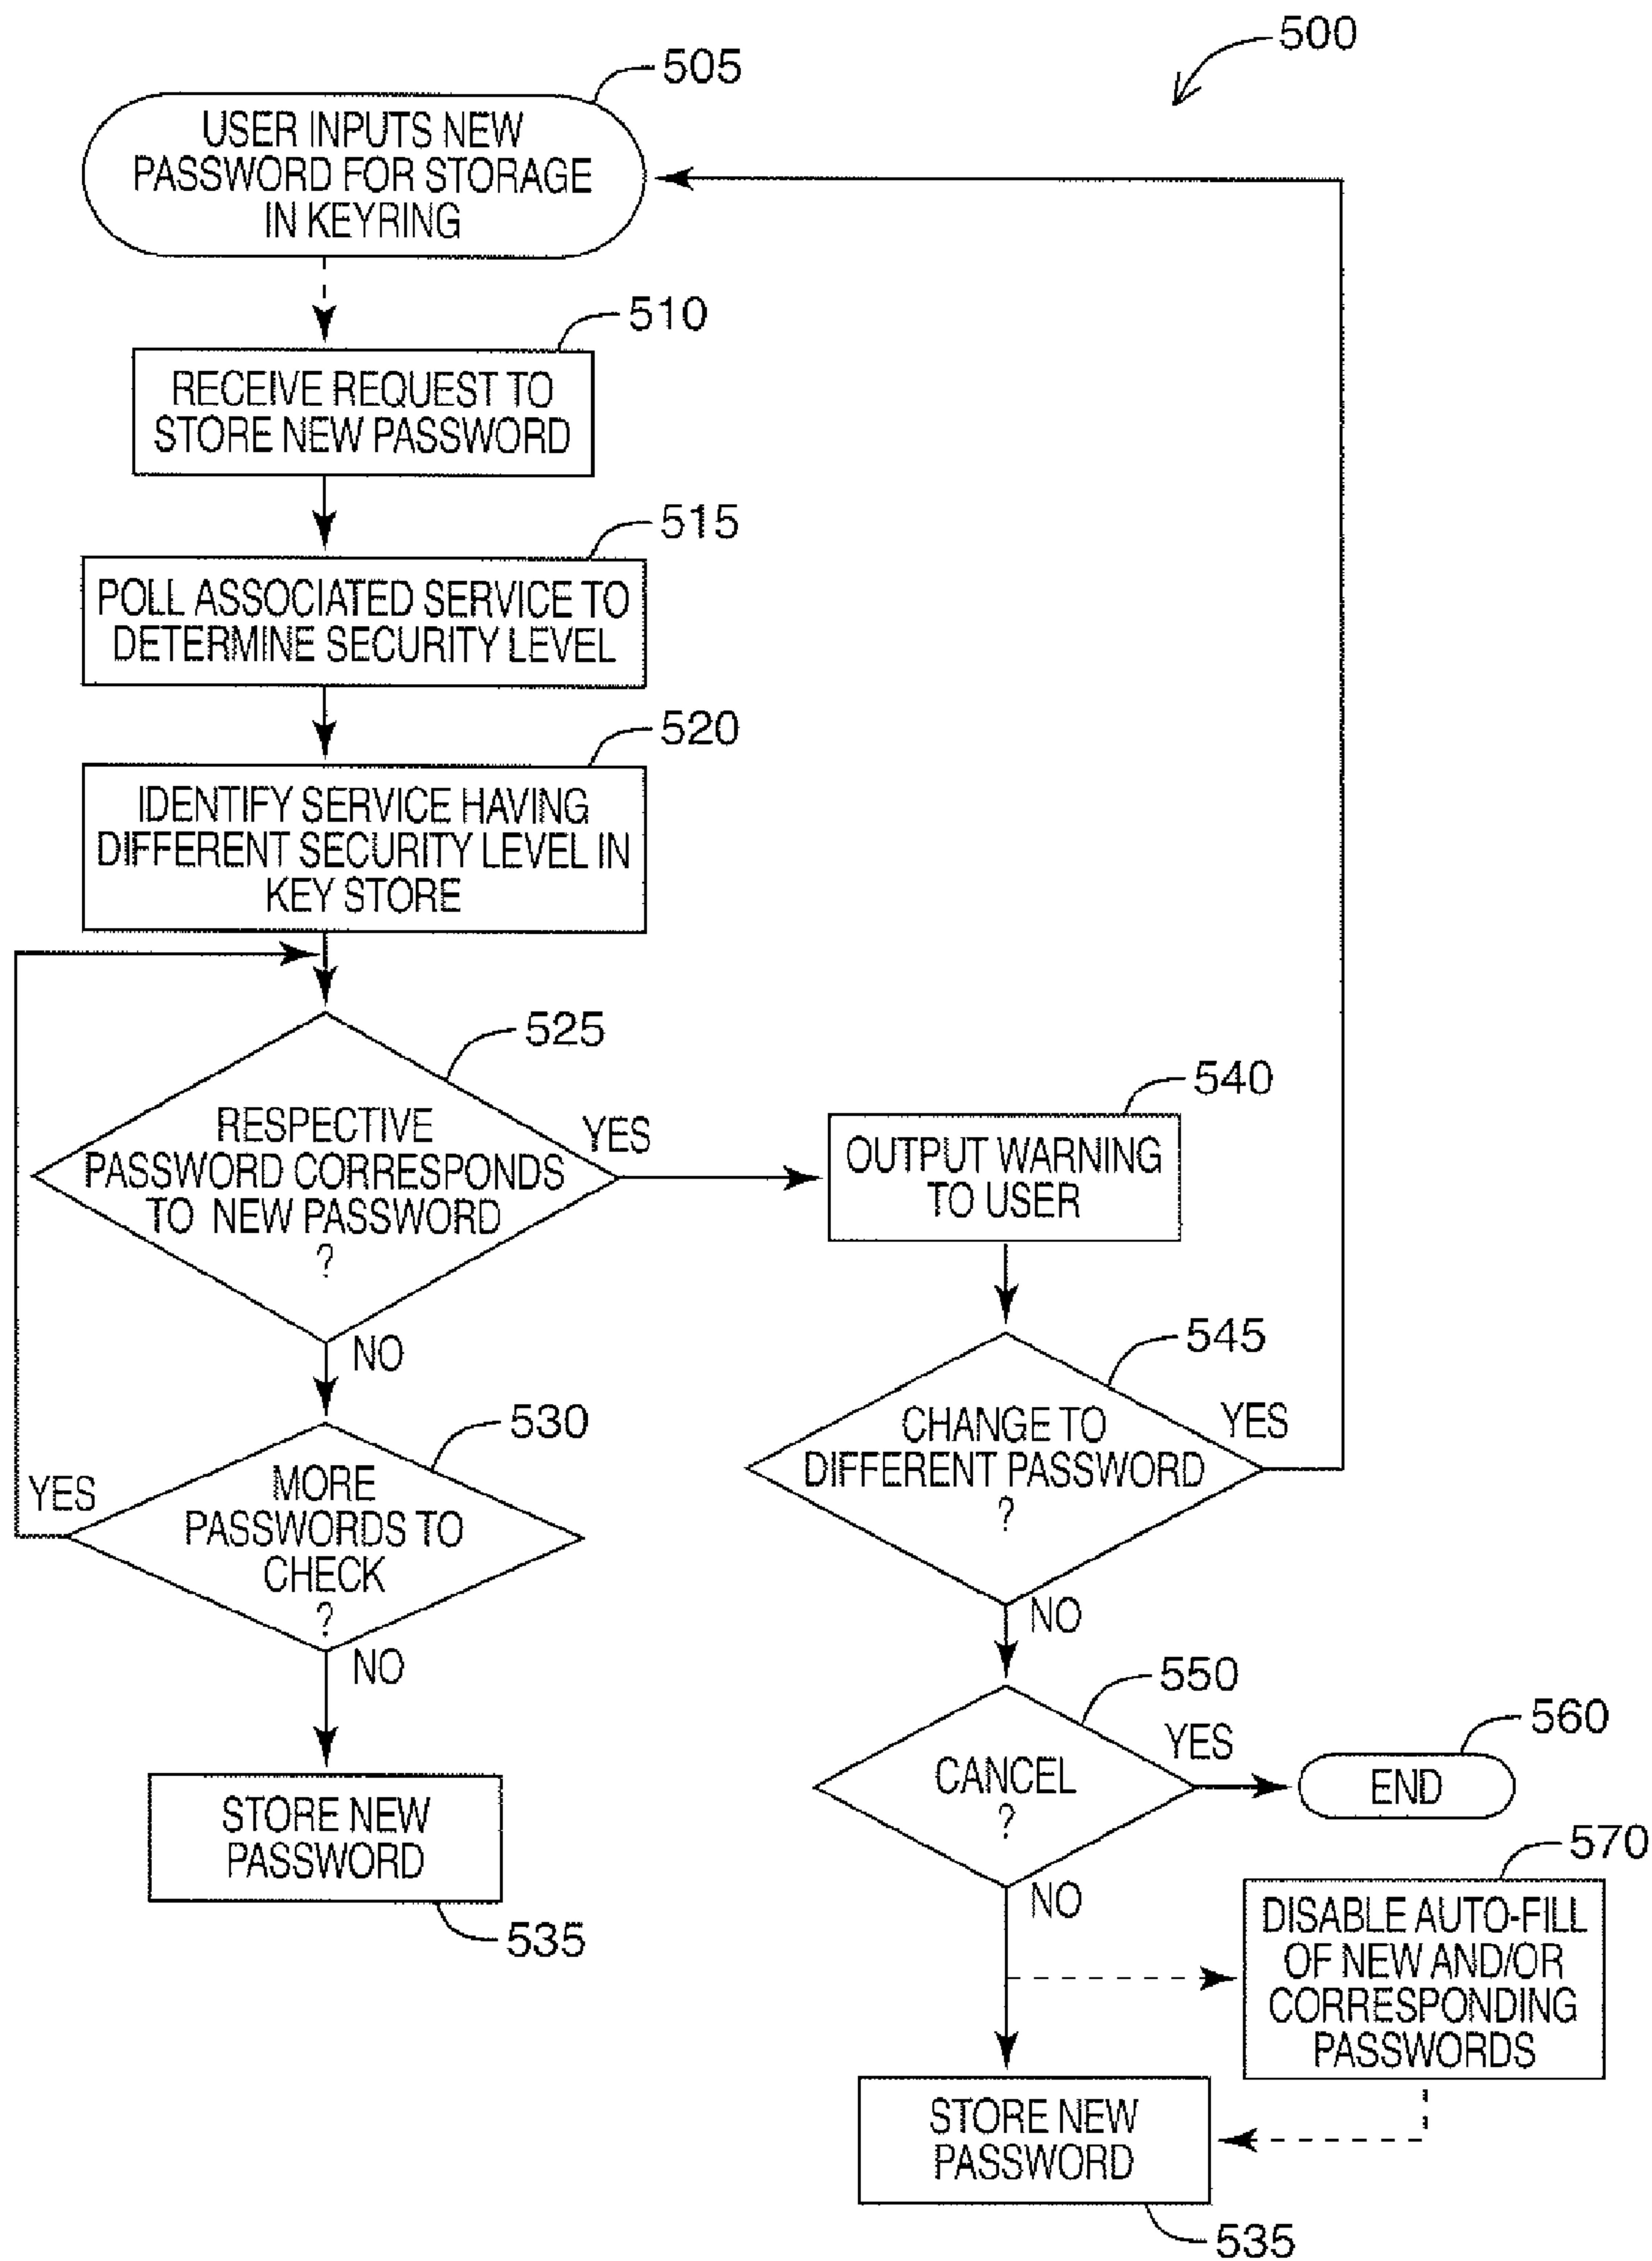 500
505
USER INPUTS NEW
PASSWORD FOR STORAGE
IN KEYRING
510
RECEIVE REQUEST TO
STORE NEW PASSWORD
515
POLL ASSOCIATED SERVICE TO
DETERMINE SECURITY LEVEL
520
IDENTIFY SERVICE HAVING
DIFFERENT SECURITY LEVEL IN
KEY STORE
525
RESPECTIVE
PASSWORD CORRESPONDS
TO NEW PASSWORD
?
YES
NO
530
MORE
PASSWORDS TO
CHECK
?
YES
NO
STORE NEW
PASSWORD
535
540
OUTPUT WARNING
TO USER
545
CHANGE TO
DIFFERENT PASSWORD
?
YES
NO
550
CANCEL
?
YES
NO
560
END
570
DISABLE AUTO-FILL
OF NEW AND/OR
CORRESPONDING
PASSWORDS
STORE NEW
PASSWORD
535